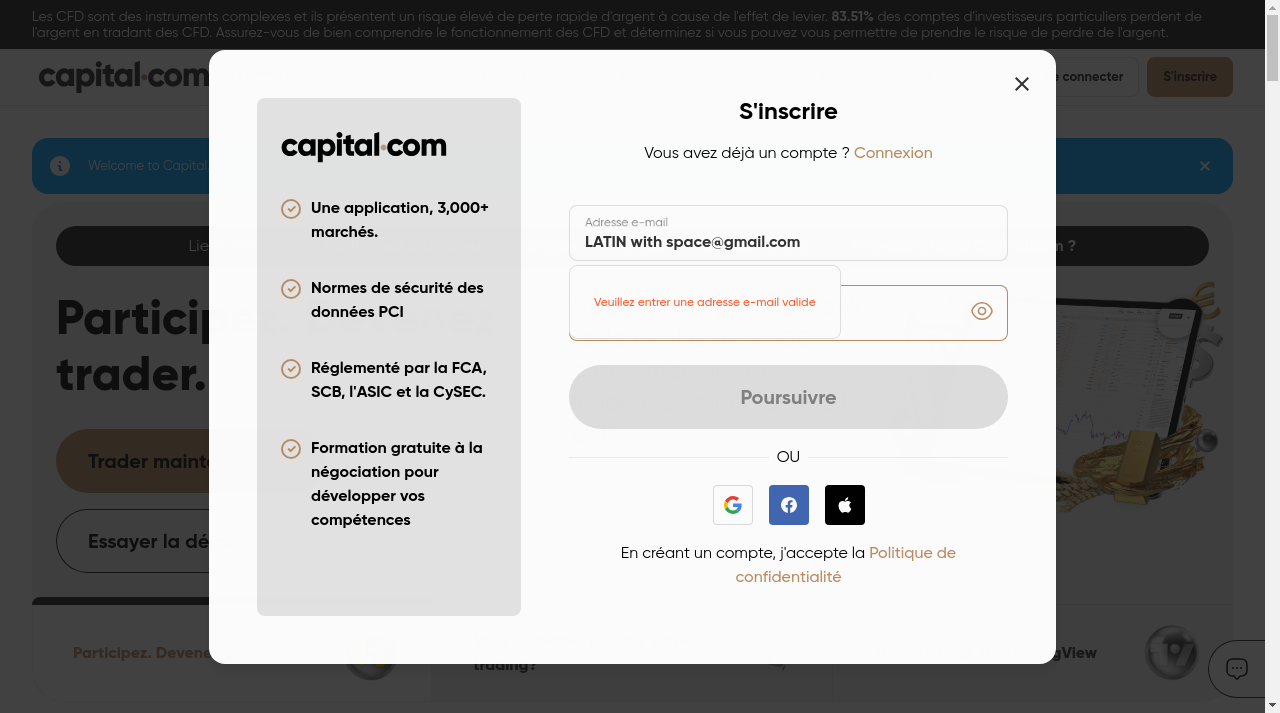 Les CFD sont des instruments complexes et ils présentent un risque élevé de perte rapide d'argent à cause de l'effet de levier. 83.51% des comptes d'investisseurs particuliers perdent de
l'argent en tradant des CFD. Assurez-vous de bien comprendre le fonctionnement des CFD et déterminez si vous pouvez vous permettre de prendre le risque de perdre de l'argent.
capital.com
connecter
S'inscrire
Welcome to Capital
Lie
?
Participe
trader.
Trader mainte
Essayer la dé
Participez. Devene
trading?
gView
capital.com
Une application, 3,000+
marchés.
Normes de sécurité des
données PCI
Réglementé par la FCA,
SCB, l'ASIC et la CySEC.
Formation gratuite à la
négociation pour
développer vos
compétences
S'inscrire
Vous avez déjà un compte ? Connexion
Adresse e-mail
LATIN with space@gmail.com
Veuillez entrer une adresse e-mail valide
Poursuivre
OU
En créant un compte, j'accepte la Politique de
confidentialité